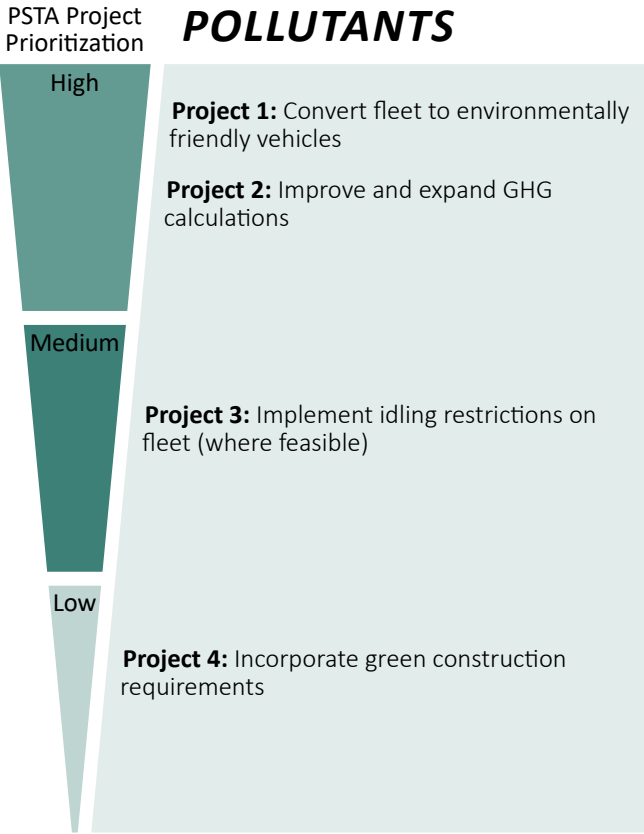 PSTA Project
Prioritization
POLLUTANTS
High
Project 1: Convert fleet to environmentally
friendly vehicles
Project 2: Improve and expand GHG
calculations
Medium
Project 3: Implement idling restrictions on
fleet (where feasible)
Low
Project 4: Incorporate green construction
requirements